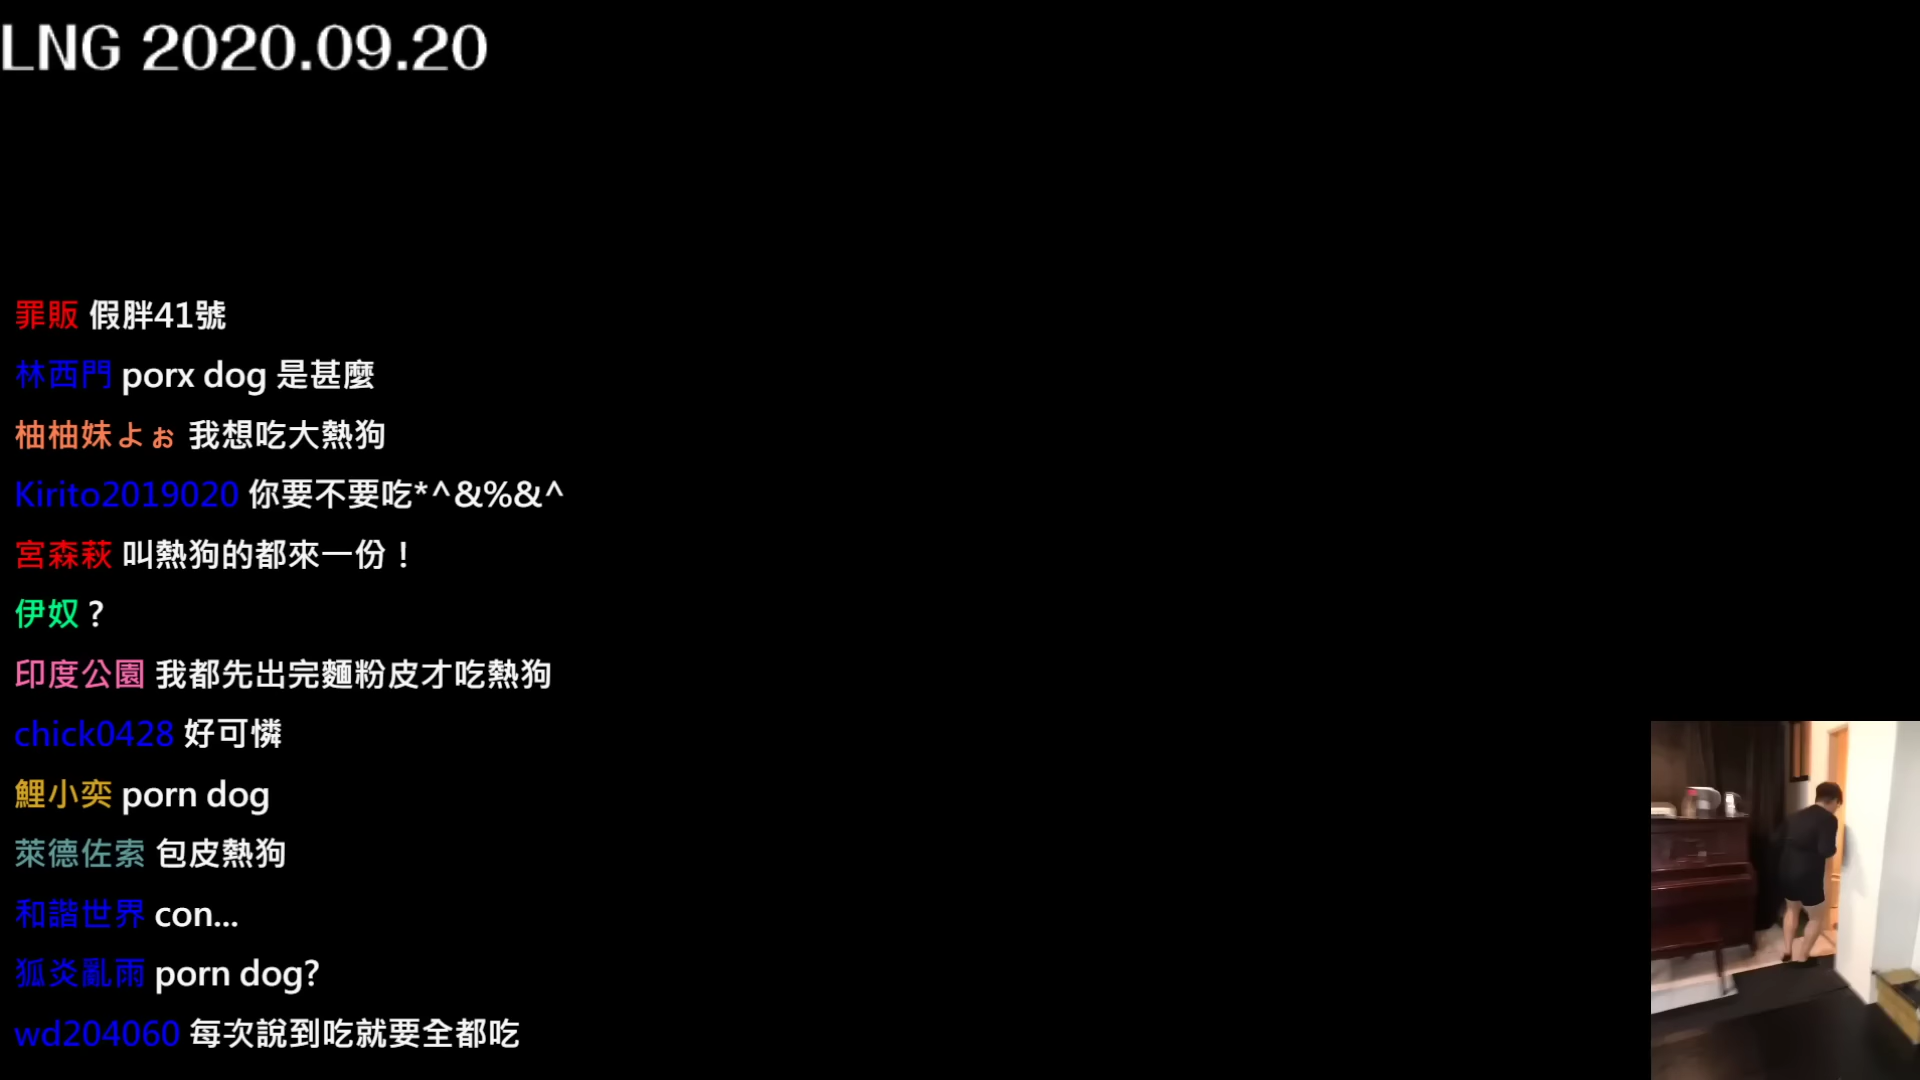 LNG 2020.09.20
罪販 假胖41號
林西門 porx dog 是甚麼
柚柚妹よぉ 我想吃大熱狗
Kirito2019020 你要不要吃*^&%&^
宮森萩 叫熱狗的都來一份！
伊奴 ?
印度公園 我都先出完麵粉皮才吃熱狗
chick0428 好可憐
鯉小奕 porn dog
萊德佐索 包皮熱狗
和諧世界 con...
狐炎亂雨 porn dog?
wd204060 每次說到吃就要全都吃